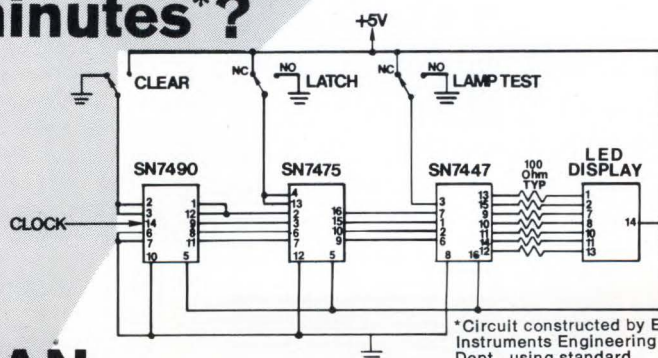 inutes*?
+5V
CLEAR
NC
NO
LATCH
NC
NO
LAMP TEST
SN7490
SN7475
SN7447
100
Ohm
TYP
LED
DISPLAY
CLOCK
2
3
14
6
7
10
5
1
12
9
8
11
4
13
2
3
6
7
12
5
16
15
10
9
3
7
1
2
6
8
16
13
15
9
10
11
14
12
1
2
7
8
10
11
13
14
*Circuit constructed by E
Instruments Engineering
Dept., using standard
AN